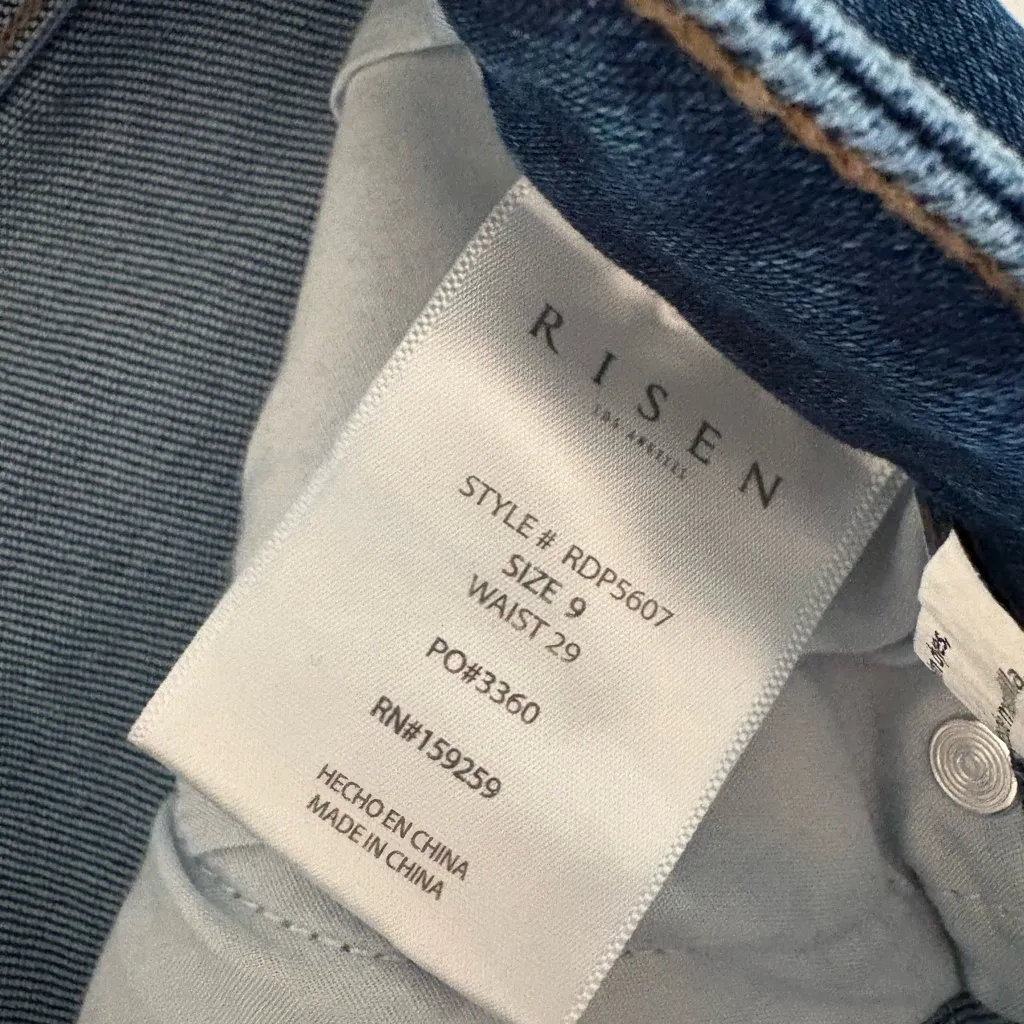 RISEN
LOS ANGELES
STYLE # RDP5607
SIZE 9
WAIST 29
PO#3360
RN#159259
HECHO EN CHINA
MADE IN CHINA